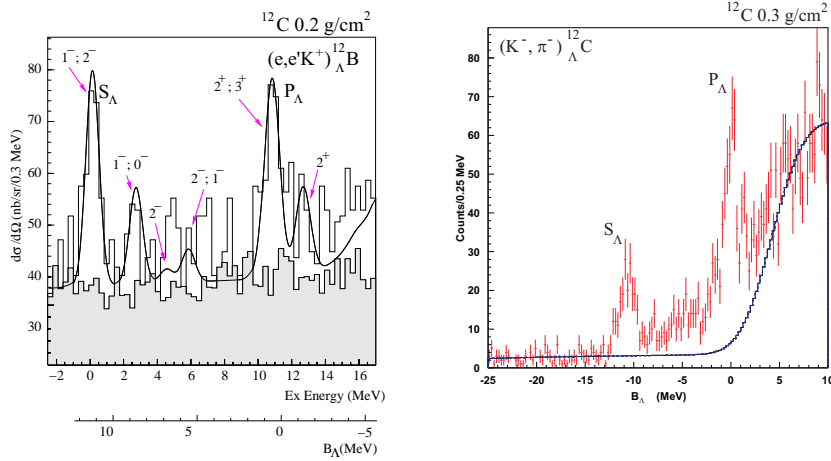 ¹²C 0.2 g/cm²
(e,e'K⁺)¹²ΛB
1⁻;2⁻
SΛ
1⁻;0⁻
2⁻
2⁻;1⁻
2⁺;3⁺
PΛ
2⁺
dσ/dΩ (nb/sr/0.3 MeV)
80
70
60
50
40
30
−2 0 2 4 6 8 10 12 14 16
Ex Energy (MeV)
10 5 0 −5
BΛ(MeV)
¹²C 0.3 g/cm²
(K⁻, π⁻)¹²ΛC
PΛ
SΛ
Counts/0.25 MeV
80
70
60
50
40
30
20
10
0
-25 -20 -15 -10 -5 0 5 10
BΛ (MeV)